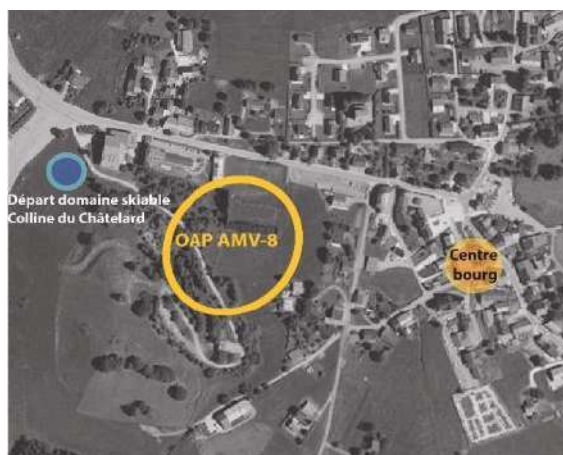 Départ domaine skiable
Colline du Châtelard
OAP AMV-8
Centre
bourg